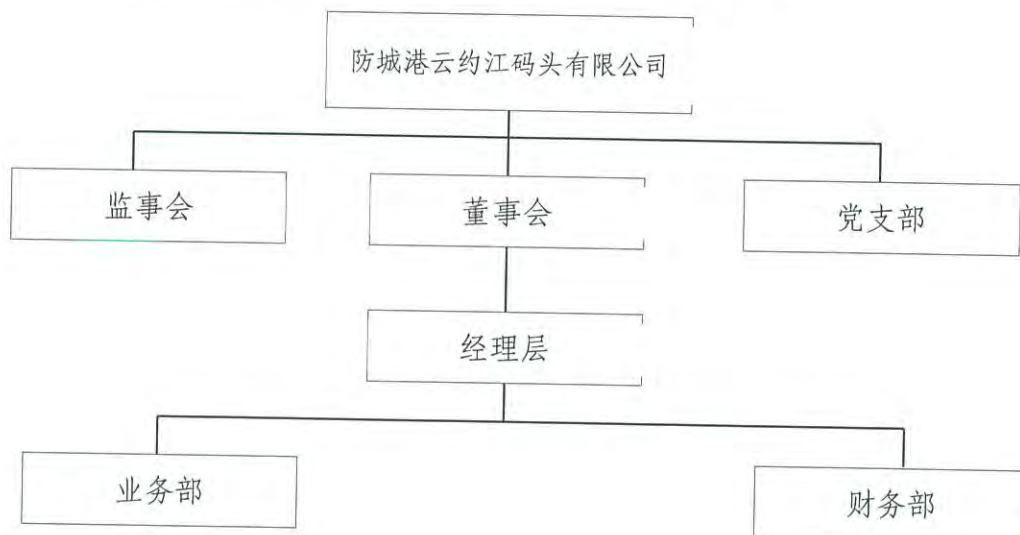 防城港云约江码头有限公司
监事会
董事会
党支部
经理层
业务部
财务部